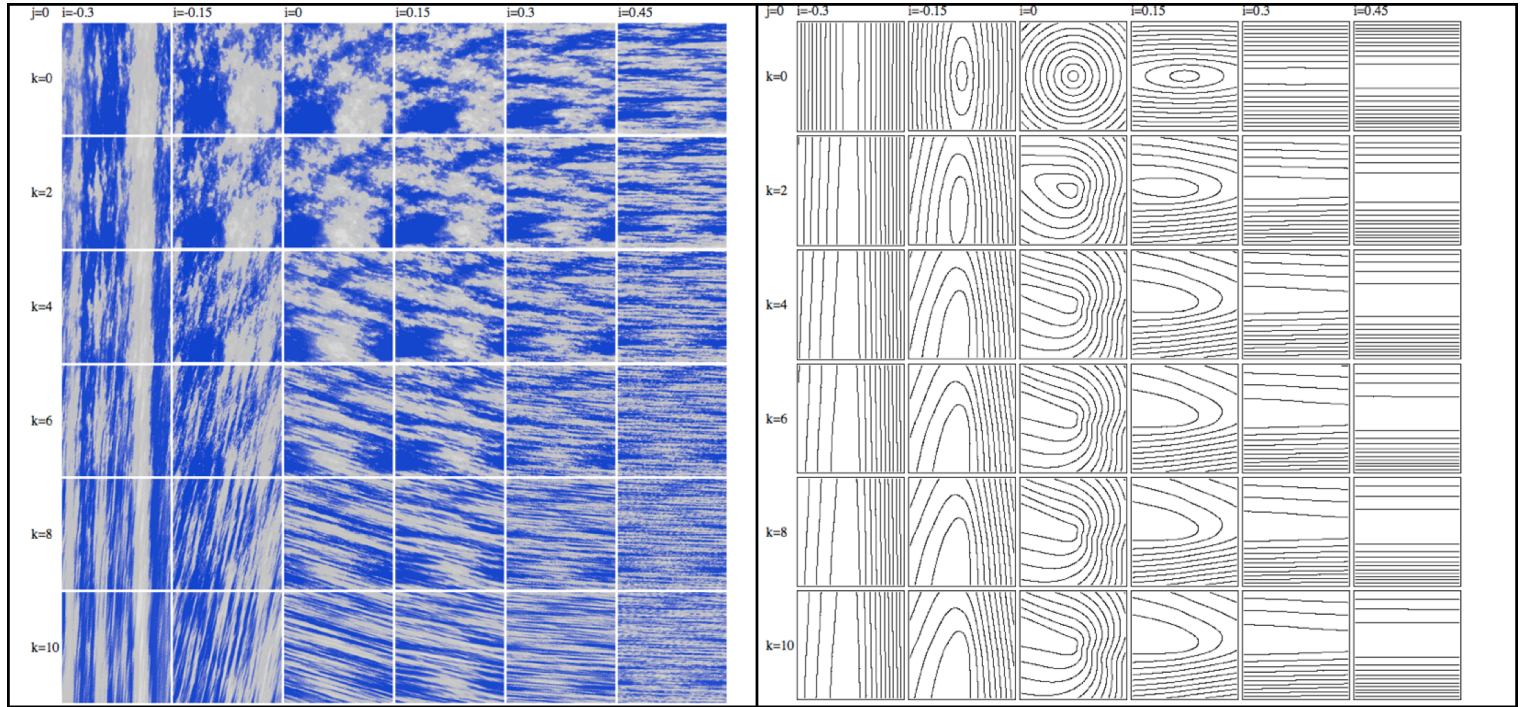 j=0 i=-0.3 i=-0.15 i=0 i=0.15 i=0.3 i=0.45
k=0
k=2
k=4
k=6
k=8
k=10
j=0 i=-0.3 i=-0.15 i=0 i=0.15 i=0.3 i=0.45
k=0
k=2
k=4
k=6
k=8
k=10